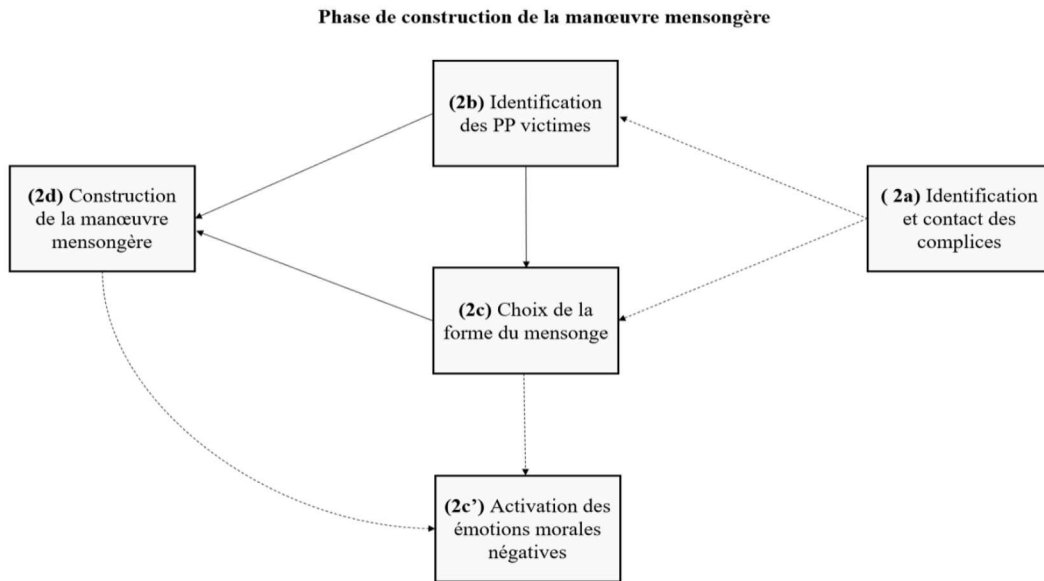 Phase de construction de la manœuvre mensongère
(2b) Identification
des PP victimes
(2d) Construction
de la manœuvre
mensongère
( 2a) Identification
et contact des
complices
(2c) Choix de la
forme du mensonge
(2c’) Activation des
émotions morales
négatives